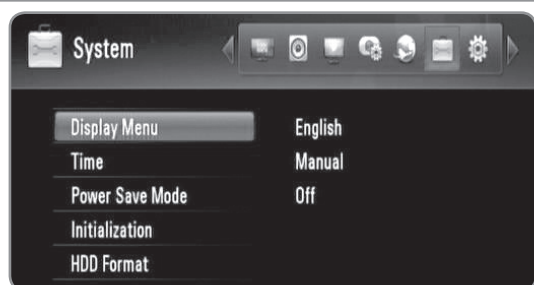 System
Display Menu English
Time Manual
Power Save Mode Off
Initialization
HDD Format